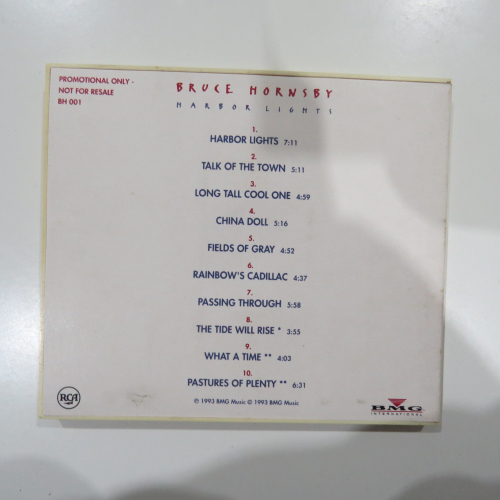 PROMOTIONAL ONLY -
NOT FOR RESALE
BH 001
BRUCE HORNSBY
HARBOR LIGHTS
1.
HARBOR LIGHTS 7:11
2.
TALK OF THE TOWN 5:11
3.
LONG TALL COOL ONE 4:59
4.
CHINA DOLL 5:16
5.
FIELDS OF GRAY 4:52
6.
RAINBOW'S CADILLAC 4:37
7.
PASSING THROUGH 5:58
8.
THE TIDE WILL RISE * 3:55
9.
WHAT A TIME ** 4:03
10.
PASTURES OF PLENTY ** 6:31
℗ 1993 BMG Music © 1993 BMG Music
RCA
BMG
INTERNATIONAL